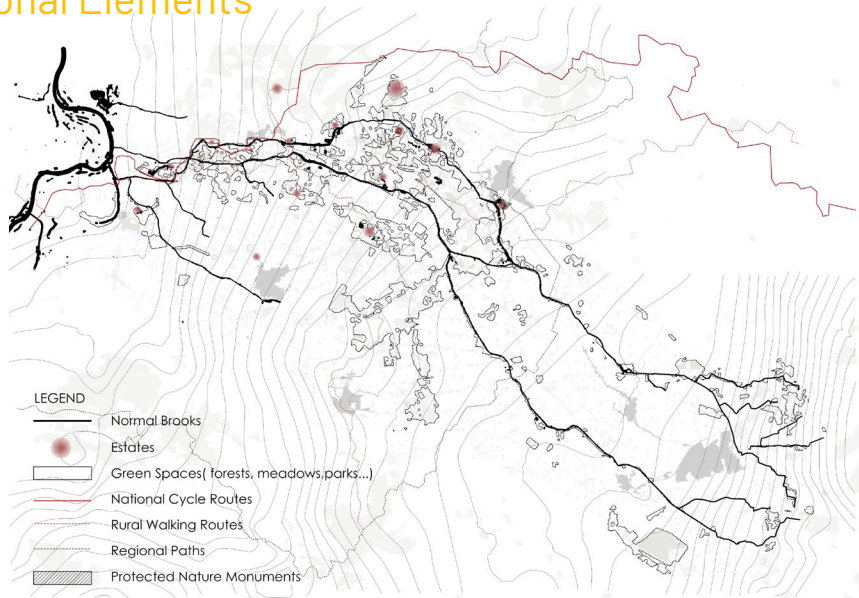 onal Elements
LEGEND
Normal Brooks
Estates
Green Spaces( forests, meadows,parks...)
National Cycle Routes
Rural Walking Routes
Regional Paths
Protected Nature Monuments